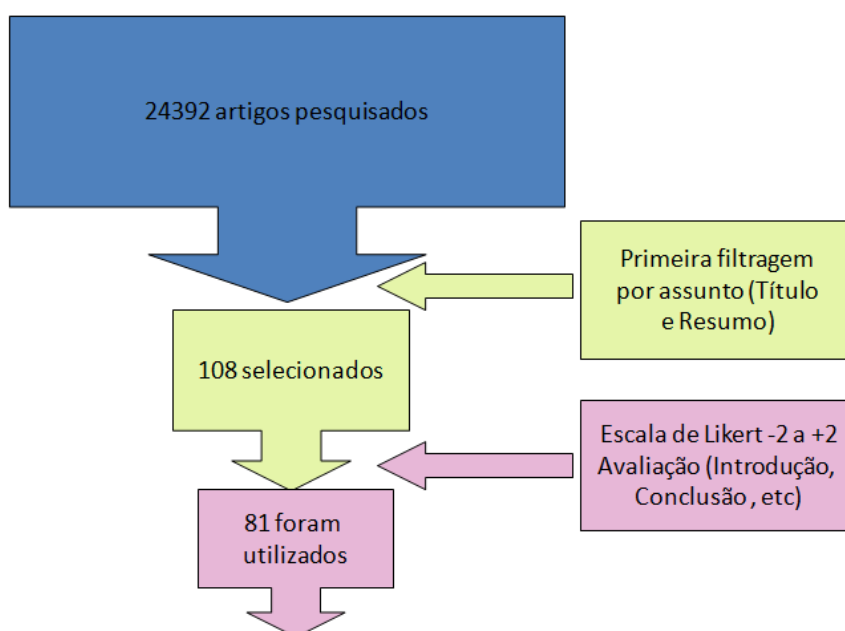 24392 artigos pesquisados
Primeira filtragem
por assunto (Título
e Resumo)
108 selecionados
Escala de Likert -2 a +2
Avaliação (Introdução,
Conclusão , etc)
81 foram
utilizados